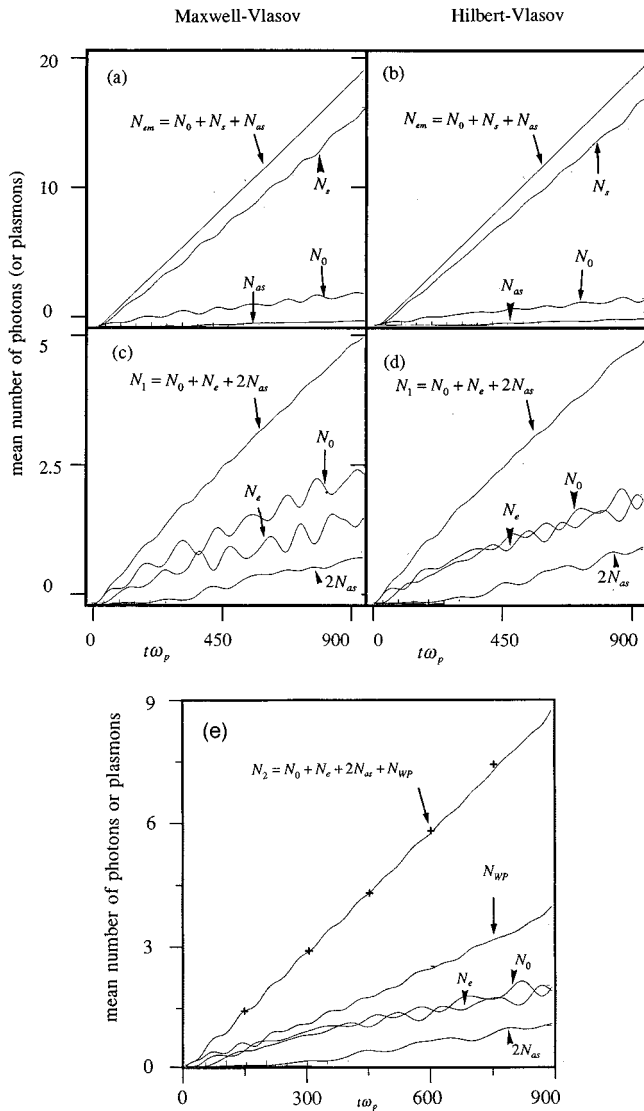 Maxwell-Vlasov Hilbert-Vlasov
mean number of photons (or plasmons)
20
10
0
(a)
N_em = N_0 + N_s + N_as
N_s
N_0
N_as
(b)
N_em = N_0 + N_s + N_as
N_s
N_0
N_as
5
2.5
0
(c)
N_1 = N_0 + N_e + 2N_as
N_0
N_e
2N_as
(d)
N_1 = N_0 + N_e + 2N_as
N_0
N_e
2N_as
0 450 900 0 450 900
tω_p tω_p
mean number of photons or plasmons
9
6
3
0
(e)
N_2 = N_0 + N_e + 2N_as + N_WP
N_WP
N_0
N_e
2N_as
0 300 600 900
tω_p